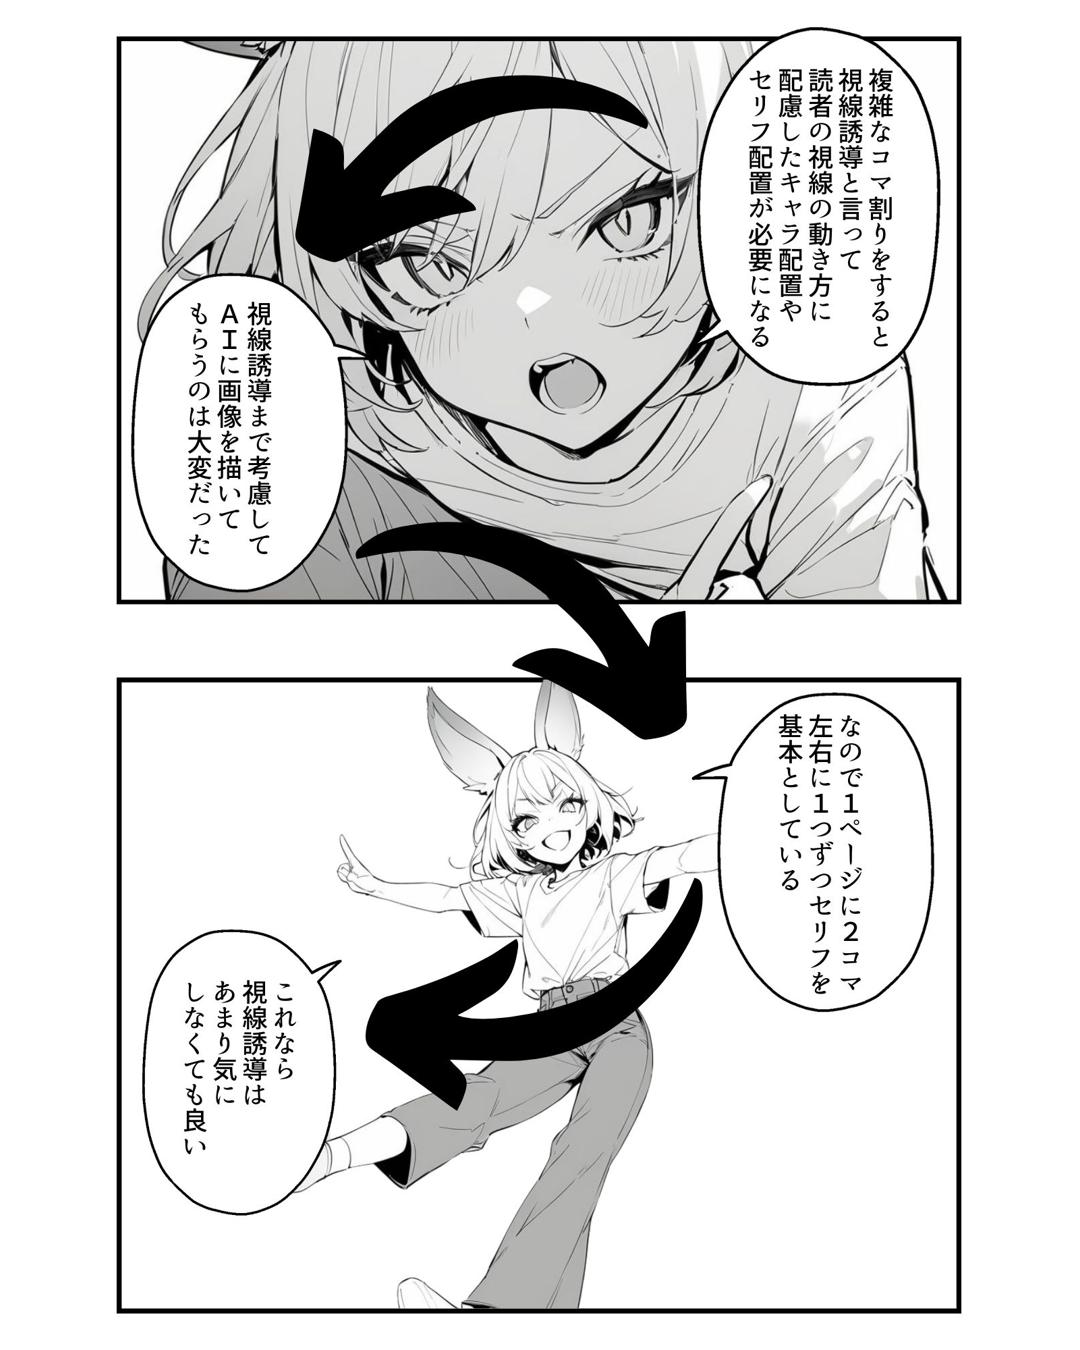 複雑なコマ割りをすると
視線誘導と言って
読者の視線の動き方に
配慮したキャラ配置や
セリフ配置が必要になる
視線誘導まで考慮して
ＡＩに画像を描いて
もらうのは大変だった
なので１ページに２コマ
左右に１つずつセリフを
基本としている
これなら
視線誘導は
あまり気に
しなくても良い